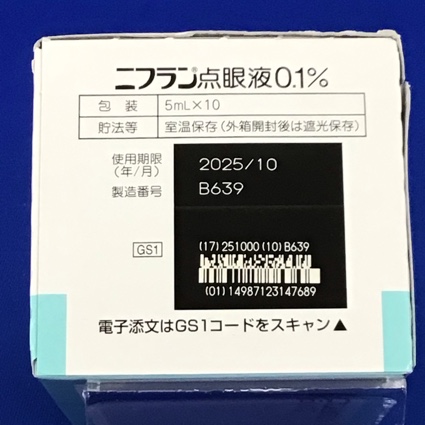 ニフラン®点眼液0.1%
包装 5mL×10
貯法等 室温保存(外箱開封後は遮光保存)
使用期限 2025/10
(年/月)
製造番号 B639
GS1
(17)251000(10)B639
(01)14987123147689
電子添文はGS1コードをスキャン▲